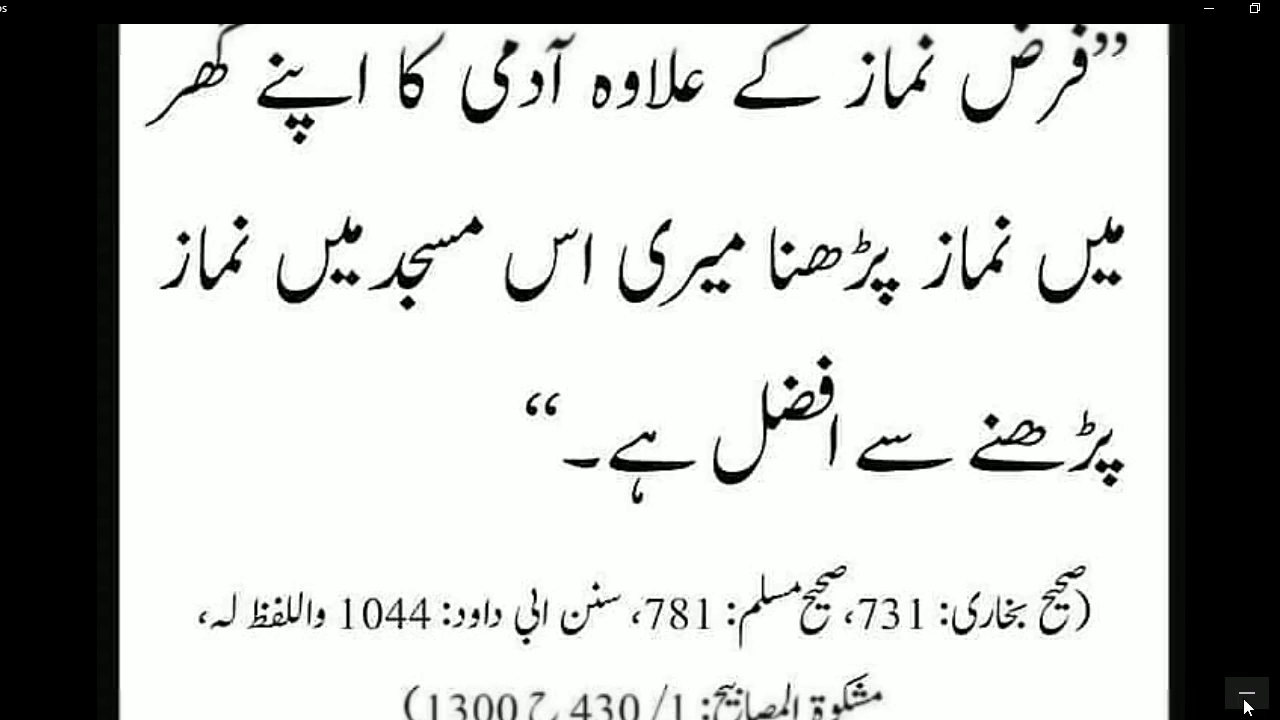 ”فرض نماز کے علاوہ آدمی کا اپنے گھر
میں نماز پڑھنا میری اس مسجد میں نماز
پڑھنے سے افضل ہے۔“
(صحیح بخاری: 731، صحیح مسلم: 781، سنن ابی داود: 1044 واللفظ لہ،
مشکوۃ المصابیح: 1/ 430 ح 1300)